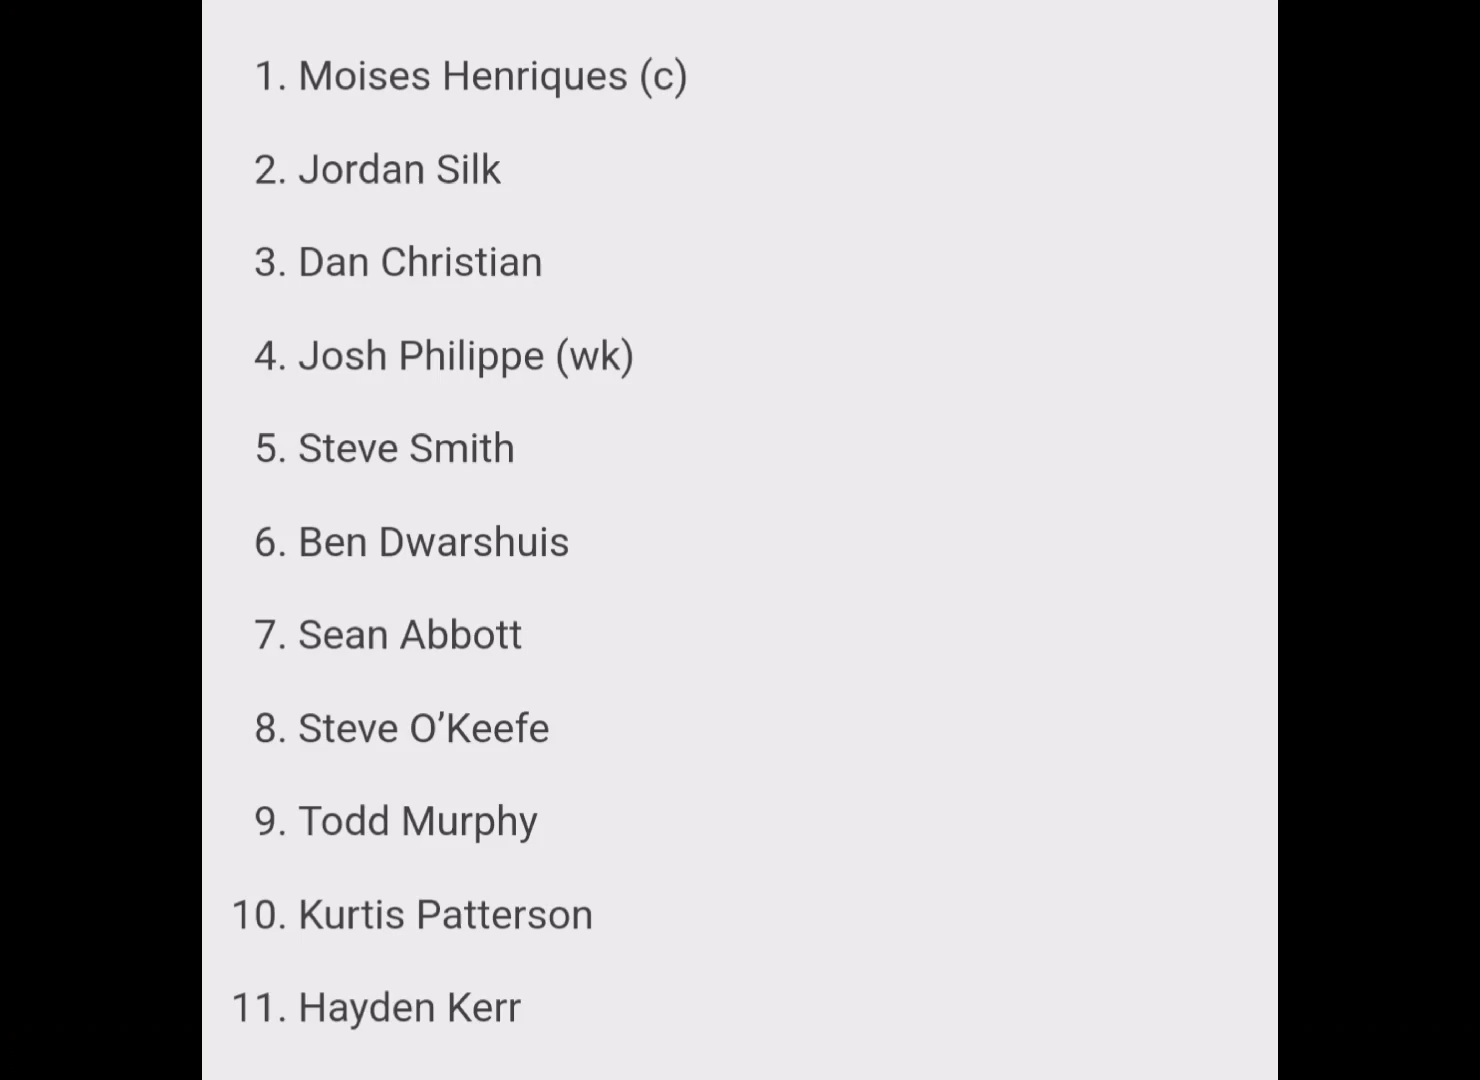 1. Moises Henriques (c)
2. Jordan Silk
3. Dan Christian
4. Josh Philippe (wk)
5. Steve Smith
6. Ben Dwarshuis
7. Sean Abbott
8. Steve O’Keefe
9. Todd Murphy
10. Kurtis Patterson
11. Hayden Kerr